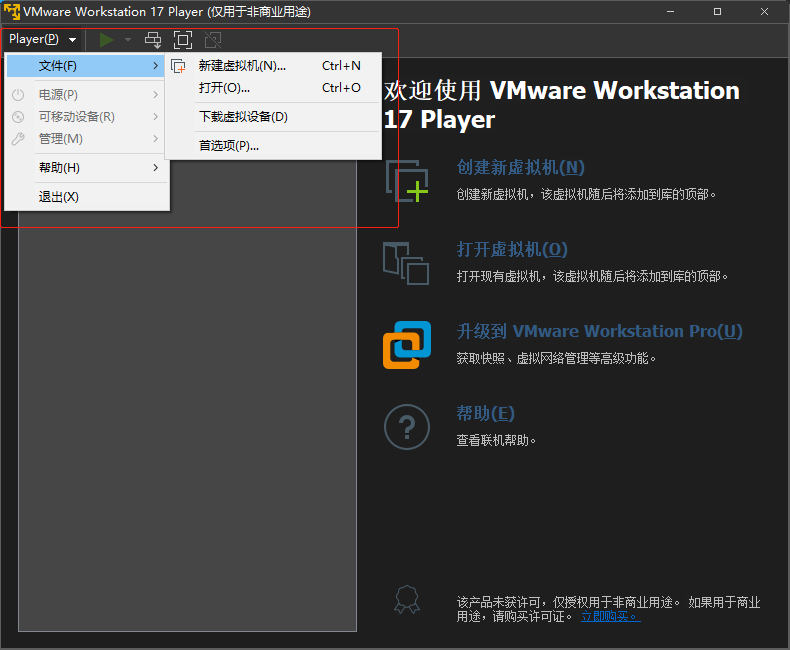 VMware Workstation 17 Player (仅用于非商业用途)
Player(P)
文件(F)
电源(P)
可移动设备(R)
管理(M)
帮助(H)
退出(X)
新建虚拟机(N)... Ctrl+N
打开(O)... Ctrl+O
下载虚拟设备(D)
首选项(P)...
欢迎使用 VMware Workstation
17 Player
创建新虚拟机(N)
创建新虚拟机，该虚拟机随后将添加到库的顶部。
打开虚拟机(O)
打开现有虚拟机，该虚拟机随后将添加到库的顶部。
升级到 VMware Workstation Pro(U)
获取快照、虚拟网络管理等高级功能。
帮助(E)
查看联机帮助。
该产品未获许可，仅授权用于非商业用途。 如果用于商业
用途，请购买许可证。 立即购买。